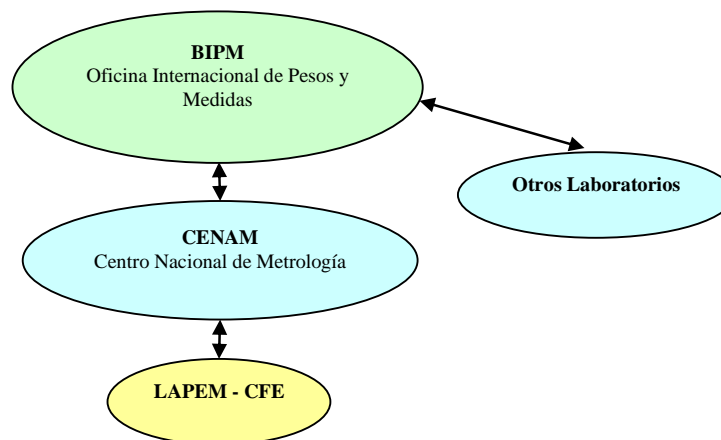 BIPM
Oficina Internacional de Pesos y
Medidas
Otros Laboratorios
CENAM
Centro Nacional de Metrología
LAPEM - CFE